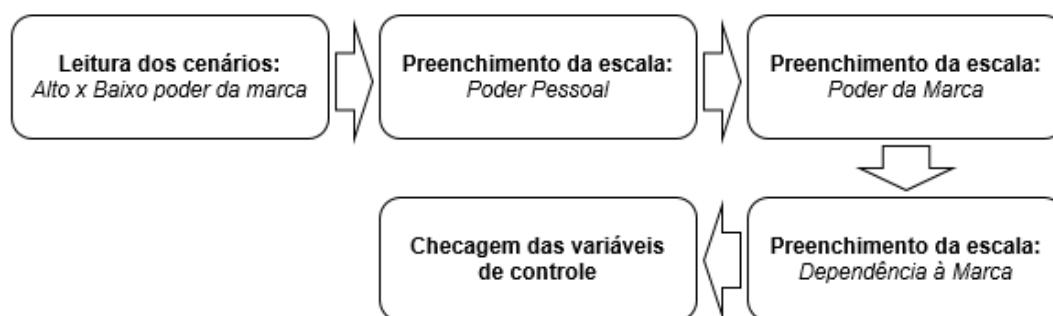 Leitura dos cenários:
Alto x Baixo poder da marca
Preenchimento da escala:
Poder Pessoal
Preenchimento da escala:
Poder da Marca
Preenchimento da escala:
Dependência à Marca
Checagem das variáveis
de controle